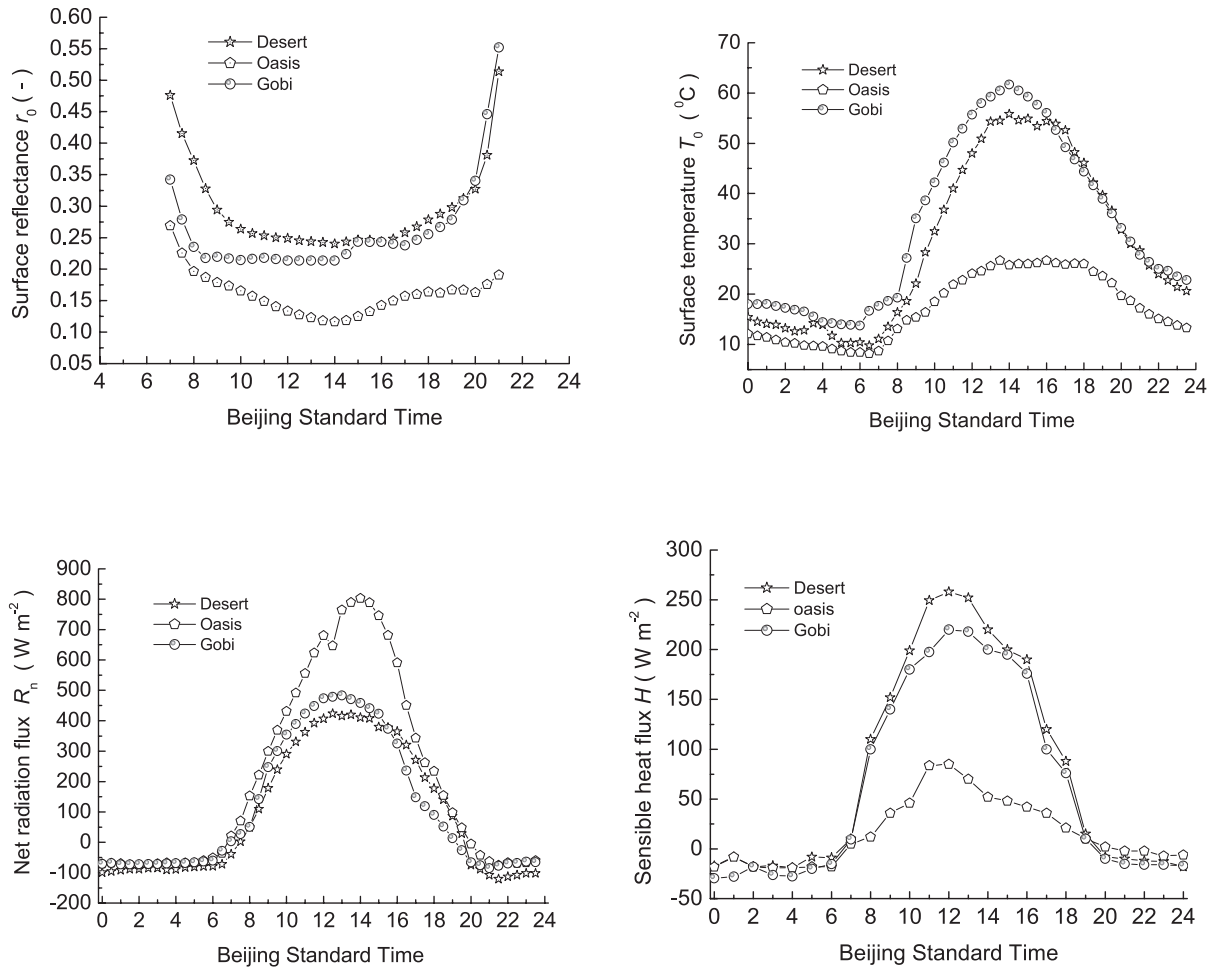 0.60
0.55
0.50
0.45
0.40
0.35
0.30
0.25
0.20
0.15
0.10
0.05
4 6 8 10 12 14 16 18 20 22 24
Surface reflectance r0 ( - )
Beijing Standard Time
Desert
Oasis
Gobi
70
60
50
40
30
20
10
0 2 4 6 8 10 12 14 16 18 20 22 24
Surface temperature T0 ( 0C)
Beijing Standard Time
Desert
Oasis
Gobi
900
800
700
600
500
400
300
200
100
0
-100
-200
0 2 4 6 8 10 12 14 16 18 20 22 24
Net radiation flux Rn ( W m-2)
Beijing Standard Time
Desert
Oasis
Gobi
300
250
200
150
100
50
0
-50
0 2 4 6 8 10 12 14 16 18 20 22 24
Sensible heat flux H ( W m-2)
Beijing Standard Time
Desert
oasis
Gobi